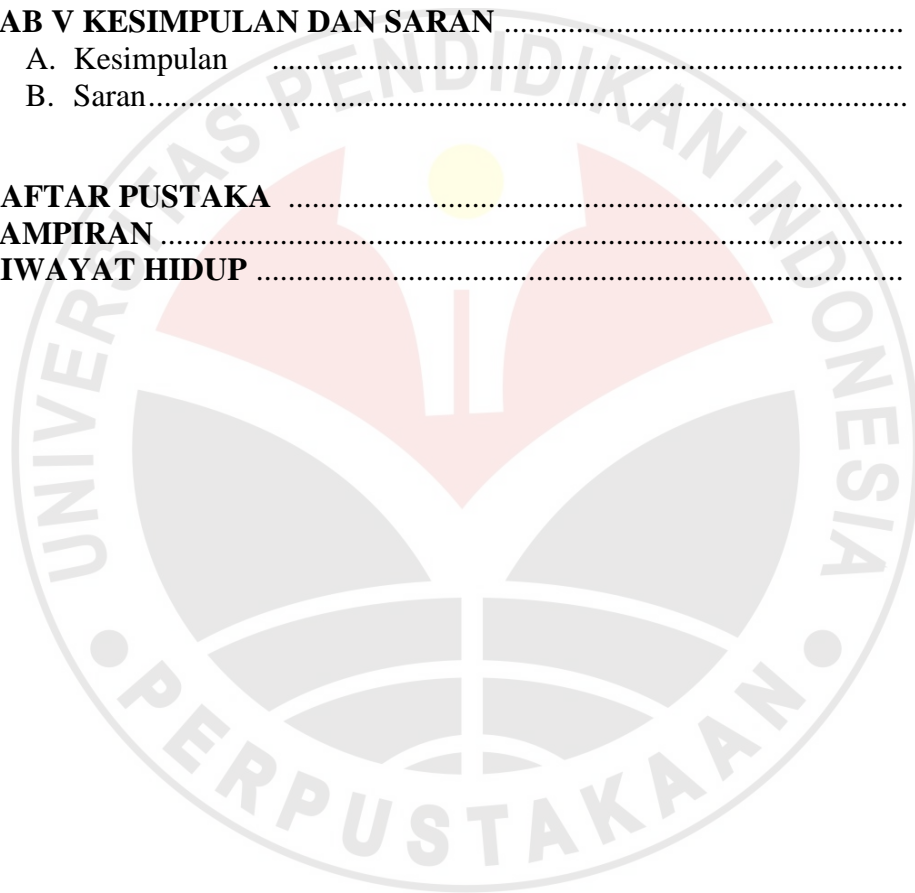 AB V KESIMPULAN DAN SARAN ..........................................
A. Kesimpulan ..................................................................
B. Saran...............................................................................
AFTAR PUSTAKA .................................................................
AMPIRAN..............................................................................
IWAYAT HIDUP ....................................................................
UNIVERSITAS PENDIDIKAN INDONESIA
• PERPUSTAKAAN •